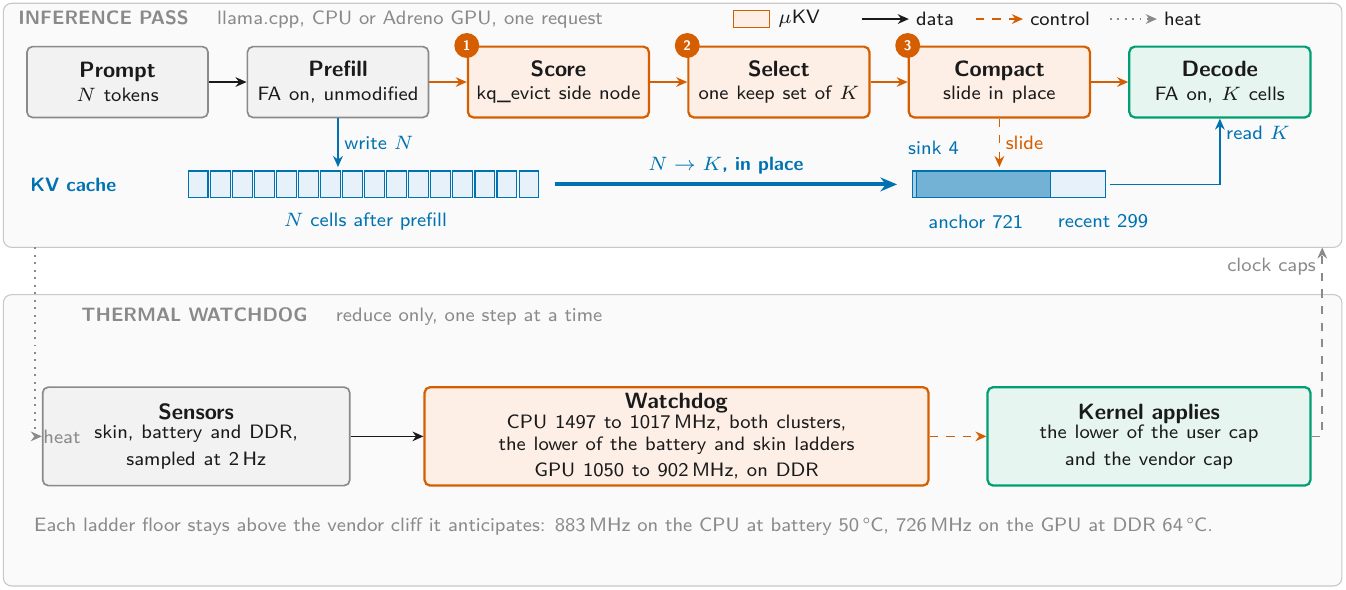 INFERENCE PASS llama.cpp, CPU or Adreno GPU, one request
μKV data control heat
1 2 3
Prompt
N tokens
Prefill
FA on, unmodified
Score
kq_evict side node
Select
one keep set of K
Compact
slide in place
Decode
FA on, K cells
write N
sink 4
slide
read K
KV cache
N → K, in place
N cells after prefill
anchor 721
recent 299
clock caps
THERMAL WATCHDOG reduce only, one step at a time
heat
Sensors
skin, battery and DDR,
sampled at 2 Hz
Watchdog
CPU 1497 to 1017 MHz, both clusters,
the lower of the battery and skin ladders
GPU 1050 to 902 MHz, on DDR
Kernel applies
the lower of the user cap
and the vendor cap
Each ladder floor stays above the vendor cliff it anticipates: 883 MHz on the CPU at battery 50 °C, 726 MHz on the GPU at DDR 64 °C.